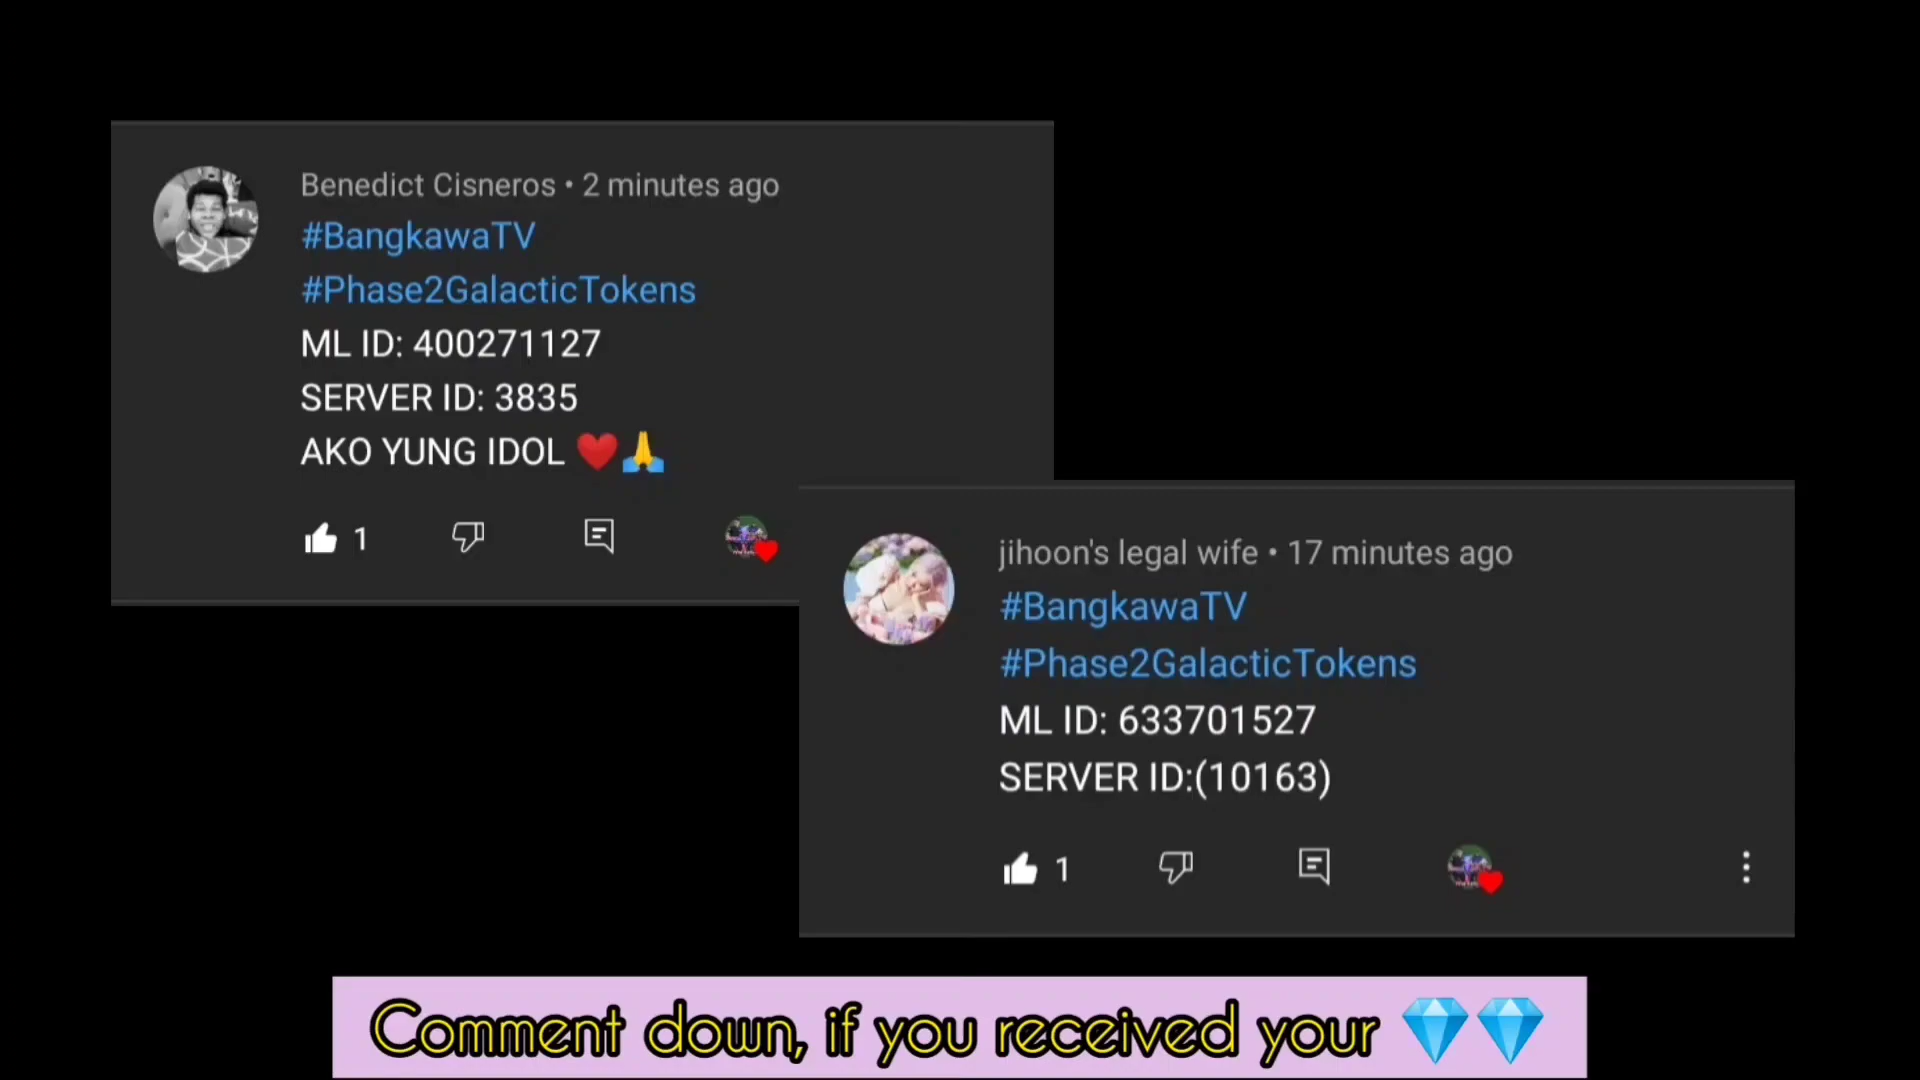 Benedict Cisneros • 2 minutes ago
#BangkawaTV
#Phase2GalacticTokens
ML ID: 400271127
SERVER ID: 3835
AKO YUNG IDOL ❤️🙏
1
jihoon's legal wife • 17 minutes ago
#BangkawaTV
#Phase2GalacticTokens
ML ID: 633701527
SERVER ID:(10163)
1
Comment down, if you received your 💎💎